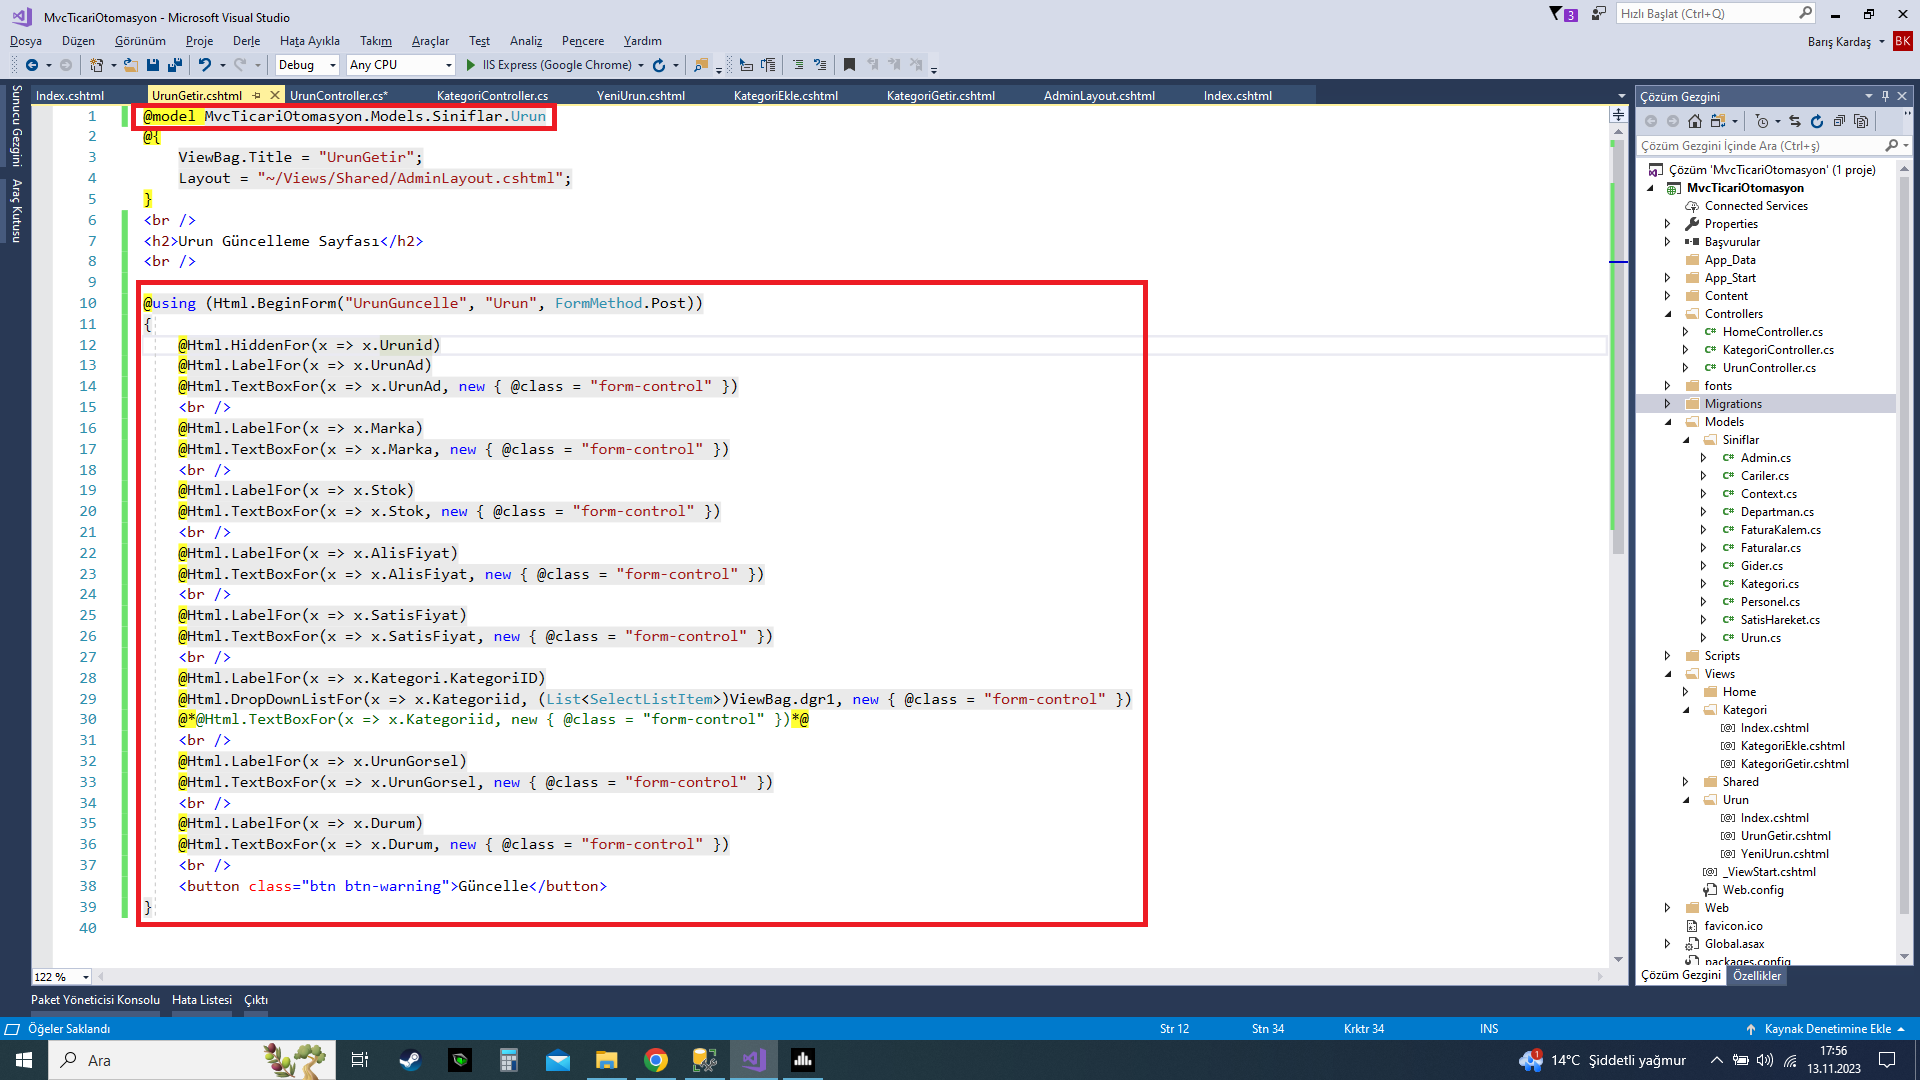 MvcTicariOtomasyon - Microsoft Visual Studio
3
Hızlı Başlat (Ctrl+Q)
Dosya Düzen Görünüm Proje Derle Hata Ayıkla Takım Araçlar Test Analiz Pencere Yardım
Barış Kardaş BK
Debug Any CPU IIS Express (Google Chrome)
Sunucu Gezgini
Araç Kutusu
Index.cshtml UrunGetir.cshtml UrunController.cs* KategoriController.cs YeniUrun.cshtml KategoriEkle.cshtml KategoriGetir.cshtml AdminLayout.cshtml Index.cshtml
1 @model MvcTicariOtomasyon.Models.Siniflar.Urun
2 @{
3 ViewBag.Title = "UrunGetir";
4 Layout = "~/Views/Shared/AdminLayout.cshtml";
5 }
6 <br />
7 <h2>Urun Güncelleme Sayfası</h2>
8 <br />
9
10 @using (Html.BeginForm("UrunGuncelle", "Urun", FormMethod.Post))
11 {
12 @Html.HiddenFor(x => x.Urunid)
13 @Html.LabelFor(x => x.UrunAd)
14 @Html.TextBoxFor(x => x.UrunAd, new { @class = "form-control" })
15 <br />
16 @Html.LabelFor(x => x.Marka)
17 @Html.TextBoxFor(x => x.Marka, new { @class = "form-control" })
18 <br />
19 @Html.LabelFor(x => x.Stok)
20 @Html.TextBoxFor(x => x.Stok, new { @class = "form-control" })
21 <br />
22 @Html.LabelFor(x => x.AlisFiyat)
23 @Html.TextBoxFor(x => x.AlisFiyat, new { @class = "form-control" })
24 <br />
25 @Html.LabelFor(x => x.SatisFiyat)
26 @Html.TextBoxFor(x => x.SatisFiyat, new { @class = "form-control" })
27 <br />
28 @Html.LabelFor(x => x.Kategori.KategoriID)
29 @Html.DropDownListFor(x => x.Kategoriid, (List<SelectListItem>)ViewBag.dgr1, new { @class = "form-control" })
30 @*@Html.TextBoxFor(x => x.Kategoriid, new { @class = "form-control" })*@
31 <br />
32 @Html.LabelFor(x => x.UrunGorsel)
33 @Html.TextBoxFor(x => x.UrunGorsel, new { @class = "form-control" })
34 <br />
35 @Html.LabelFor(x => x.Durum)
36 @Html.TextBoxFor(x => x.Durum, new { @class = "form-control" })
37 <br />
38 <button class="btn btn-warning">Güncelle</button>
39 }
40
122 %
Çözüm Gezgini
Çözüm Gezgini İçinde Ara (Ctrl+ş)
Çözüm 'MvcTicariOtomasyon' (1 proje)
MvcTicariOtomasyon
Connected Services
Properties
Başvurular
App_Data
App_Start
Content
Controllers
C# HomeController.cs
C# KategoriController.cs
C# UrunController.cs
fonts
Migrations
Models
Siniflar
C# Admin.cs
C# Cariler.cs
C# Context.cs
C# Departman.cs
C# FaturaKalem.cs
C# Faturalar.cs
C# Gider.cs
C# Kategori.cs
C# Personel.cs
C# SatisHareket.cs
C# Urun.cs
Scripts
Views
Home
Kategori
[@] Index.cshtml
[@] KategoriEkle.cshtml
[@] KategoriGetir.cshtml
Shared
Urun
[@] Index.cshtml
[@] UrunGetir.cshtml
[@] YeniUrun.cshtml
[@] _ViewStart.cshtml
Web.config
Web
favicon.ico
Global.asax
packages.config
Çözüm Gezgini Özellikler
Paket Yöneticisi Konsolu Hata Listesi Çıktı
Öğeler Saklandı Str 12 Stn 34 Krktr 34 INS Kaynak Denetimine Ekle
Ara
1 14°C Şiddetli yağmur
17:56
13.11.2023